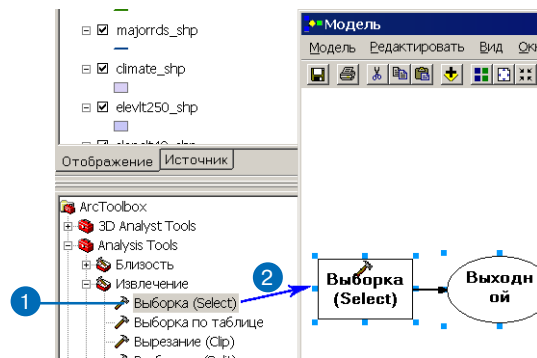 majorrds_shp
climate_shp
elevlt250_shp
Отображение Источник
ArcToolbox
3D Analyst Tools
Analysis Tools
Близость
Извлечение
1 Выборка (Select)
Выборка по таблице
Вырезание (Clip)
2
Модель
Модель Редактировать Вид
Выборка
(Select)
Выходн
ой